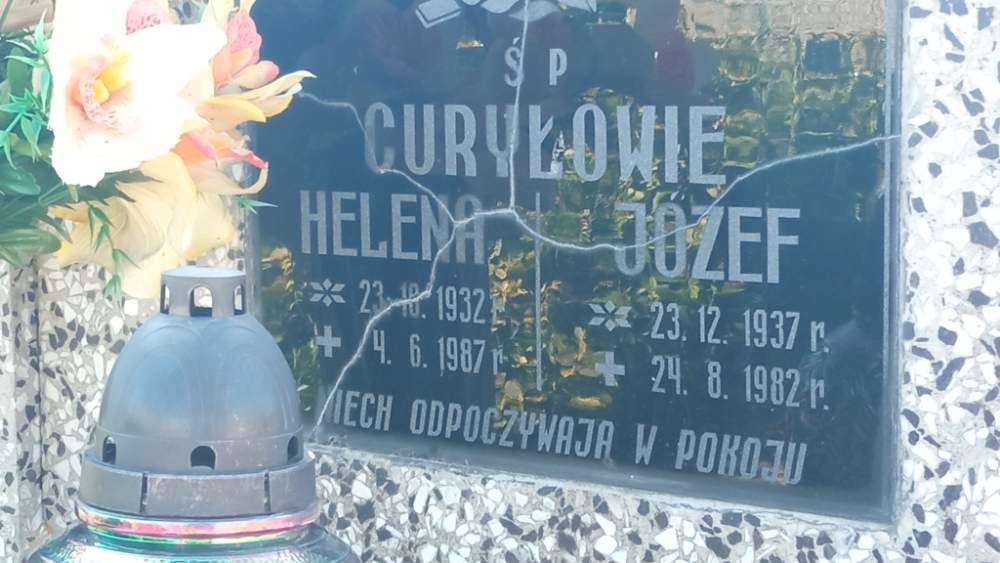 Ś P
CURYŁOWIE
HELENA JÓZEF
23. 10. 1932 r. 23. 12. 1937 r.
4. 6. 1987 r. 24. 8. 1982 r.
NIECH ODPOCZYWAJĄ W POKOJU